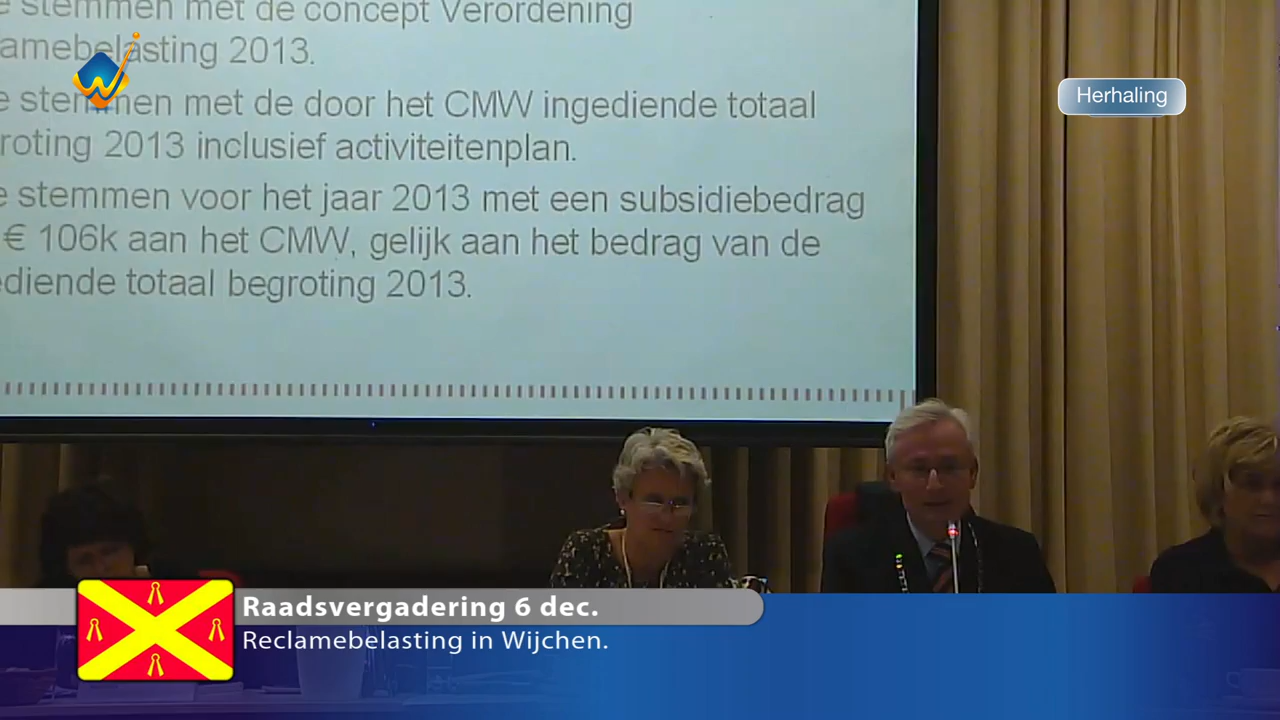 stemmen met de concept Verordening
amebelasting 2013.
Herhaling
stemmen met de door het CMW ingediende totaal
roting 2013 inclusief activiteitenplan.
stemmen voor het jaar 2013 met een subsidiebedrag
€ 106k aan het CMW, gelijk aan het bedrag van de
ediende totaal begroting 2013.
Raadsvergadering 6 dec.
Reclamebelasting in Wijchen.